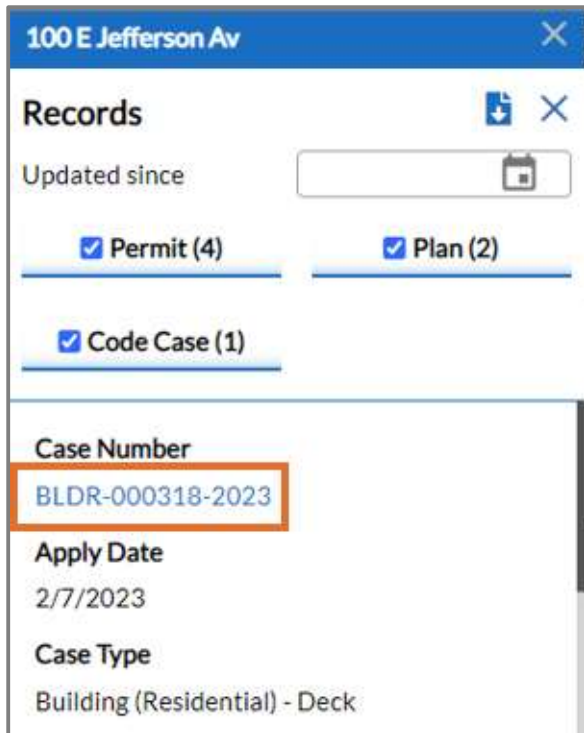 100 E Jefferson Av
Records
Updated since
Permit (4) Plan (2)
Code Case (1)
Case Number
BLDR-000318-2023
Apply Date
2/7/2023
Case Type
Building (Residential) - Deck